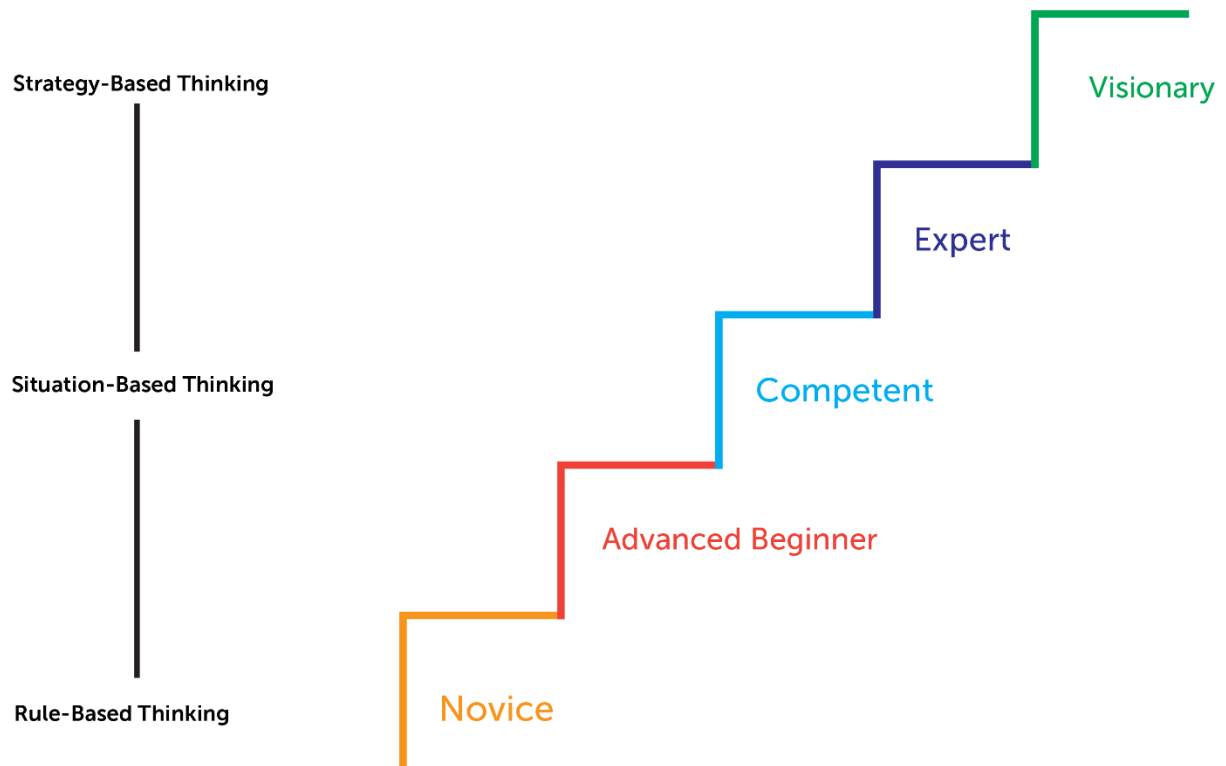 Strategy-Based Thinking
Visionary
Expert
Situation-Based Thinking
Competent
Advanced Beginner
Rule-Based Thinking
Novice